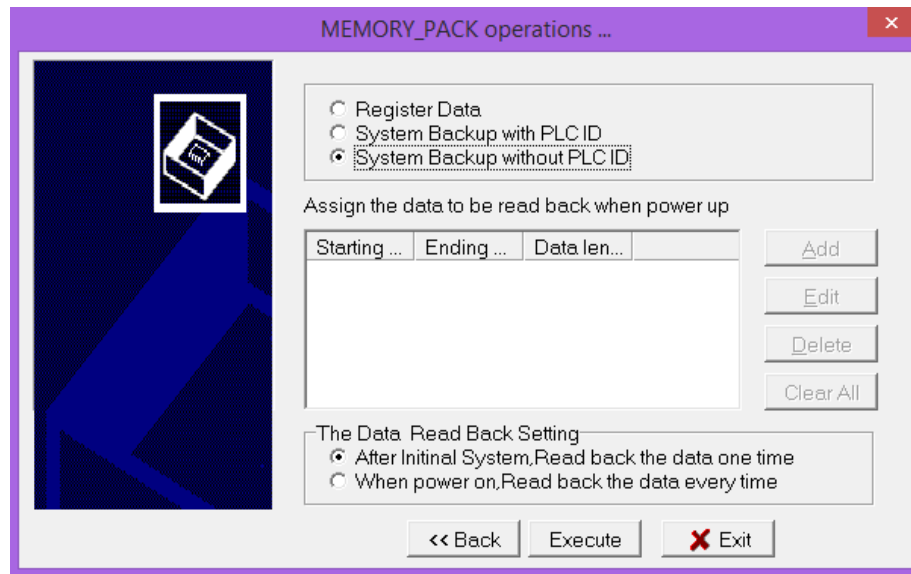 MEMORY_PACK operations ...
Register Data
System Backup with PLC ID
System Backup without PLC ID
Assign the data to be read back when power up
Starting ... Ending ... Data len...
Add
Edit
Delete
Clear All
The Data Read Back Setting
After Initinal System,Read back the data one time
When power on,Read back the data every time
<< Back Execute Exit